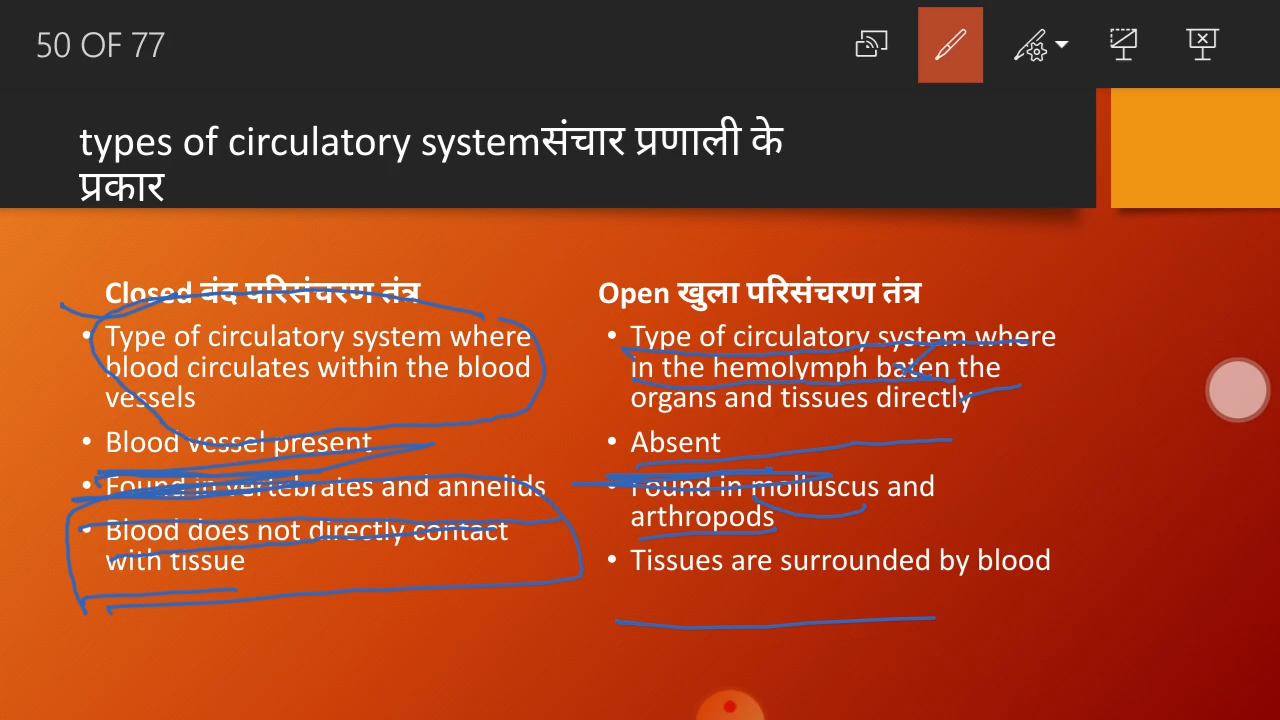 50 OF 77
types of circulatory systemसंचार प्रणाली के
प्रकार
Closed बंद परिसंचरण तंत्र
• Type of circulatory system where
blood circulates within the blood
vessels
• Blood vessel present
• Found in vertebrates and anneiids
• Blood does not directly contact
with tissue
Open खुला परिसंचरण तंत्र
• Type of circulatory system where
in the hemolymph baten the
organs and tissues directly
• Absent
• Found in molluscus and
arthropods
• Tissues are surrounded by blood